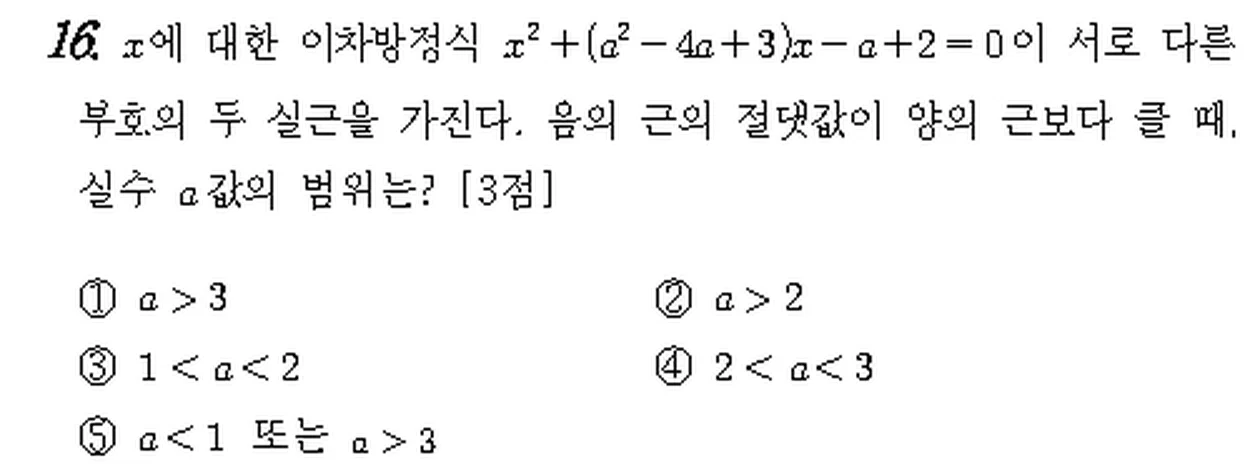 16. x에 대한 이차방정식 x²+(a²-4a+3)x-a+2=0이 서로 다른
부호의 두 실근을 가진다. 음의 근의 절댓값이 양의 근보다 클 때,
실수 a값의 범위는? [3점]
① a>3 ② a>2
③ 1<a<2 ④ 2<a<3
⑤ a<1 또는 a>3